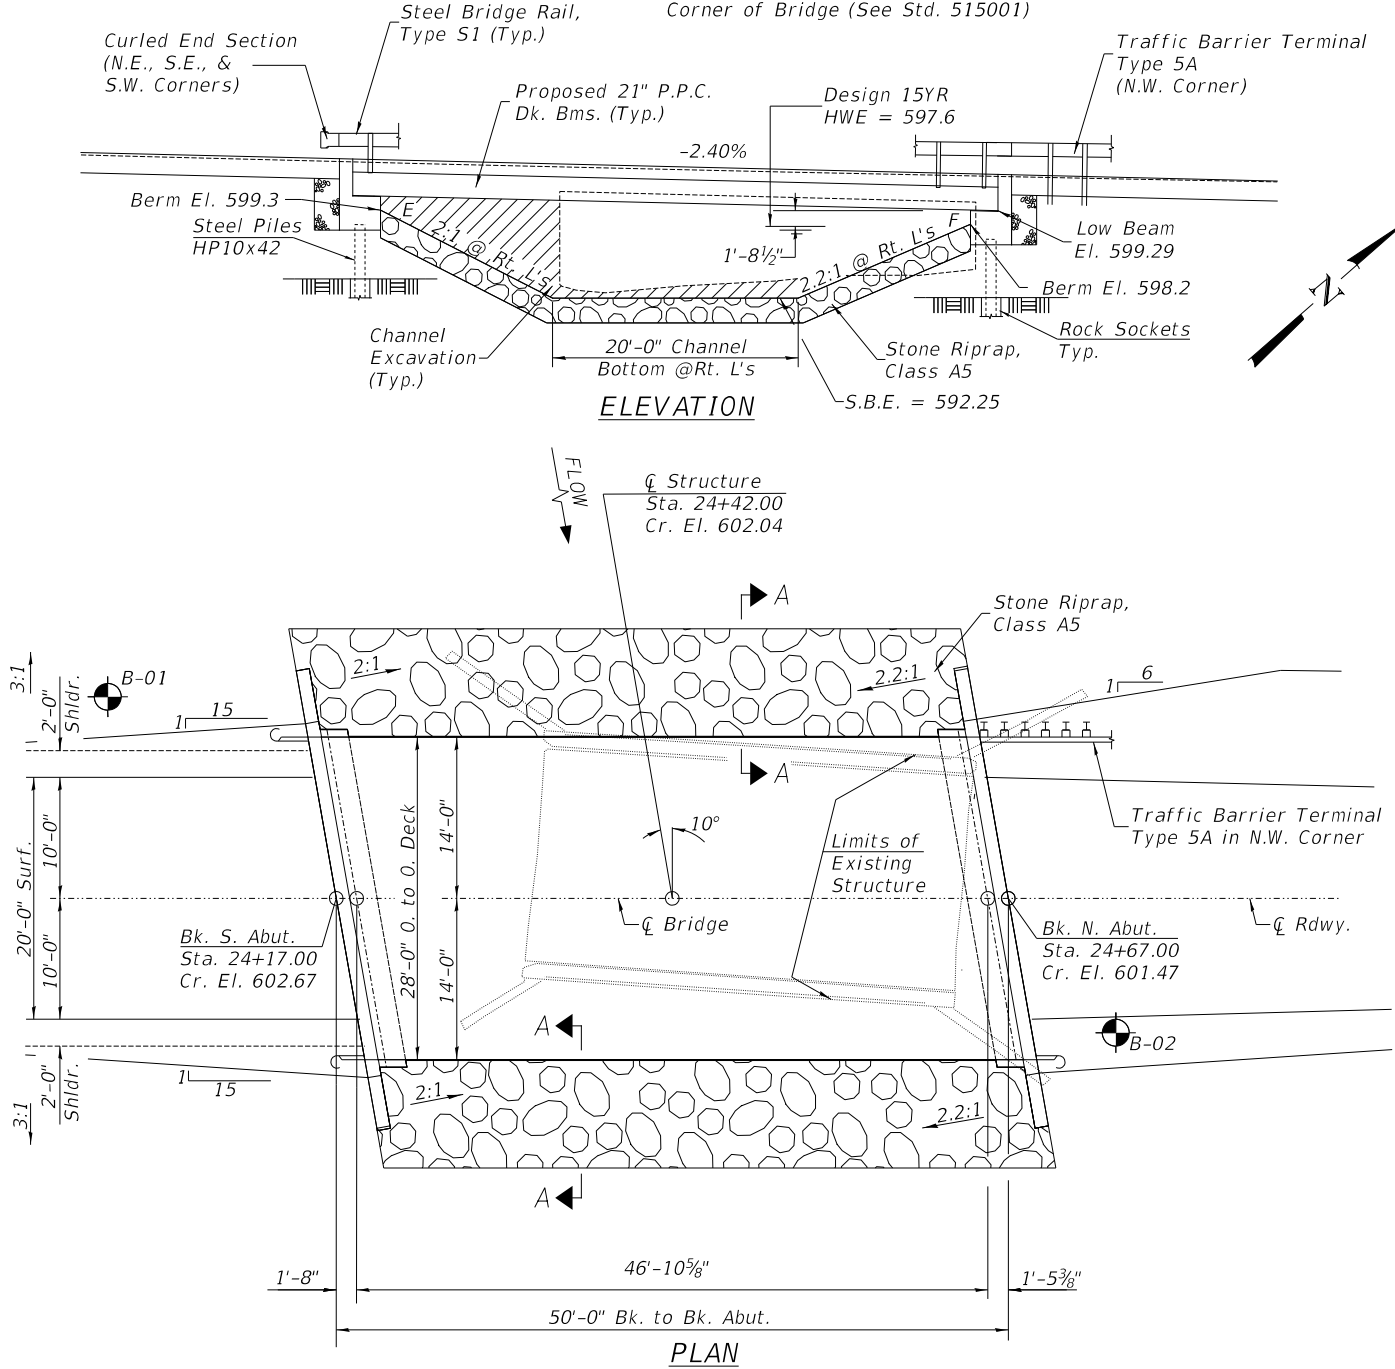 Steel Bridge Rail,
Type S1 (Typ.)
Corner of Bridge (See Std. 515001)
Curled End Section
(N.E., S.E., &
S.W. Corners)
Traffic Barrier Terminal
Type 5A
(N.W. Corner)
Proposed 21" P.P.C.
Dk. Bms. (Typ.)
Design 15YR
HWE = 597.6
-2.40%
Berm El. 599.3
Steel Piles
HP10x42
E
F
2:1 @ Rt. L's
2.2:1 @ Rt. L's
1'-8½"
Low Beam
El. 599.29
Berm El. 598.2
N
Channel
Excavation
(Typ.)
20'-0" Channel
Bottom @Rt. L's
Stone Riprap,
Class A5
Rock Sockets
Typ.
S.B.E. = 592.25
ELEVATION
FLOW
℄ Structure
Sta. 24+42.00
Cr. El. 602.04
A
A
Stone Riprap,
Class A5
3:1
2'-0"
Shldr.
B-01
1
15
2:1
2.2:1
1
6
20'-0" Surf.
10'-0"
10'-0"
28'-0" O. to O. Deck
14'-0"
14'-0"
10°
Limits of
Existing
Structure
Traffic Barrier Terminal
Type 5A in N.W. Corner
℄ Bridge
℄ Rdwy.
Bk. S. Abut.
Sta. 24+17.00
Cr. El. 602.67
Bk. N. Abut.
Sta. 24+67.00
Cr. El. 601.47
A
B-02
3:1
2'-0"
Shldr.
1
15
2:1
2.2:1
A
1'-8"
46'-10⅝"
1'-5⅜"
50'-0" Bk. to Bk. Abut.
PLAN